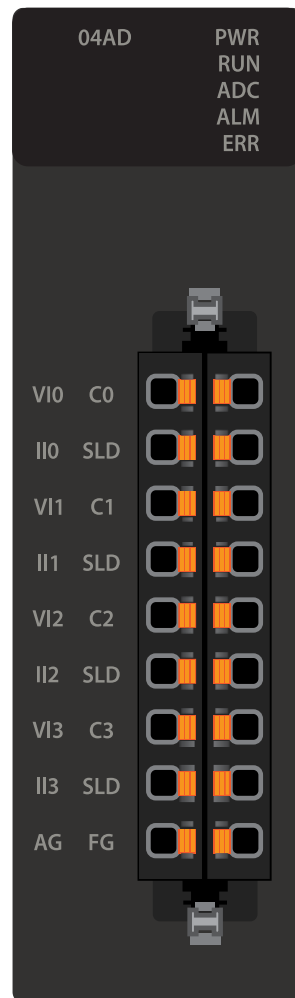 04AD PWR
RUN
ADC
ALM
ERR
VI0 C0
II0 SLD
VI1 C1
II1 SLD
VI2 C2
II2 SLD
VI3 C3
II3 SLD
AG FG